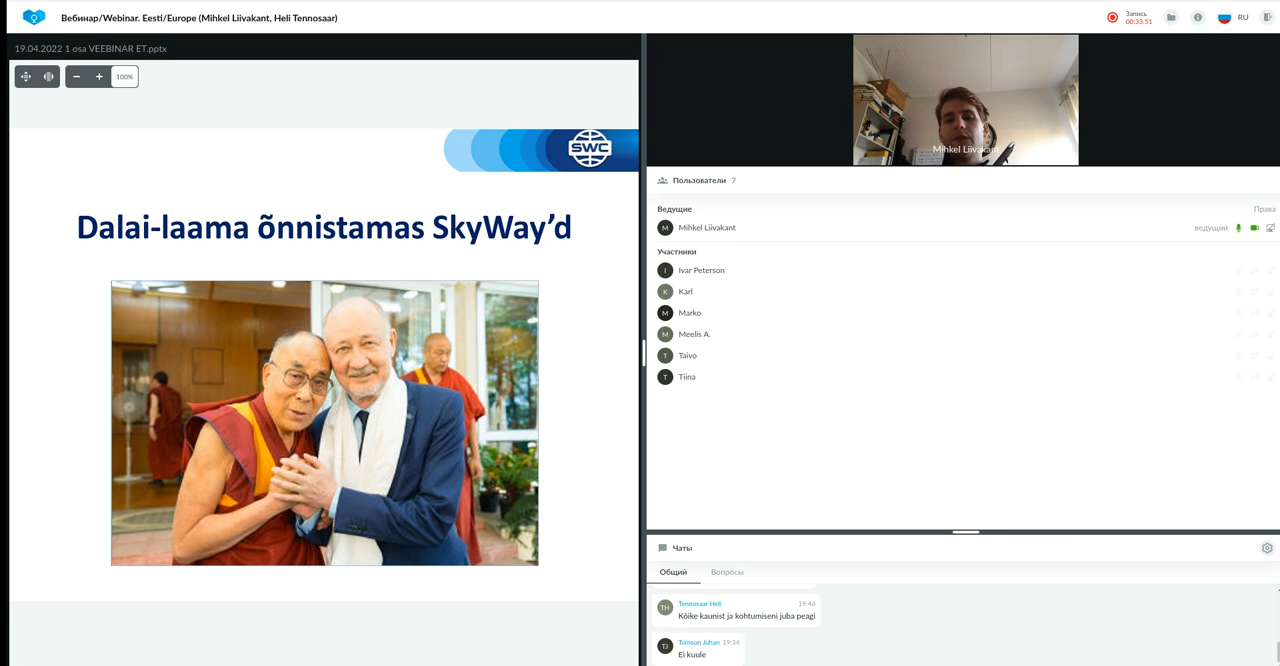 Вебинар/Webinar. Eesti/Europe (Mihkel Liivakant, Heli Tennosaar)
Запись
00:33:51
RU
19.04.2022 1 osa VEEBINAR ET.pptx
100%
SWC
Dalai-laama õnnistamas SkyWay’d
Mihkel Liivakant
Пользователи 7
Ведущие
Права
M
Mihkel Liivakant
ведущий
Участники
I
Ivar Peterson
K
Karl
M
Marko
M
Meelis A.
T
Taivo
T
Tiina
Чаты
Общий
Вопросы
TH
Tennosaar Heli
19:46
Kõike kaunist ja kohtumiseni juba peagi
TJ
Tomson Juhan 19:34
Ei kuule